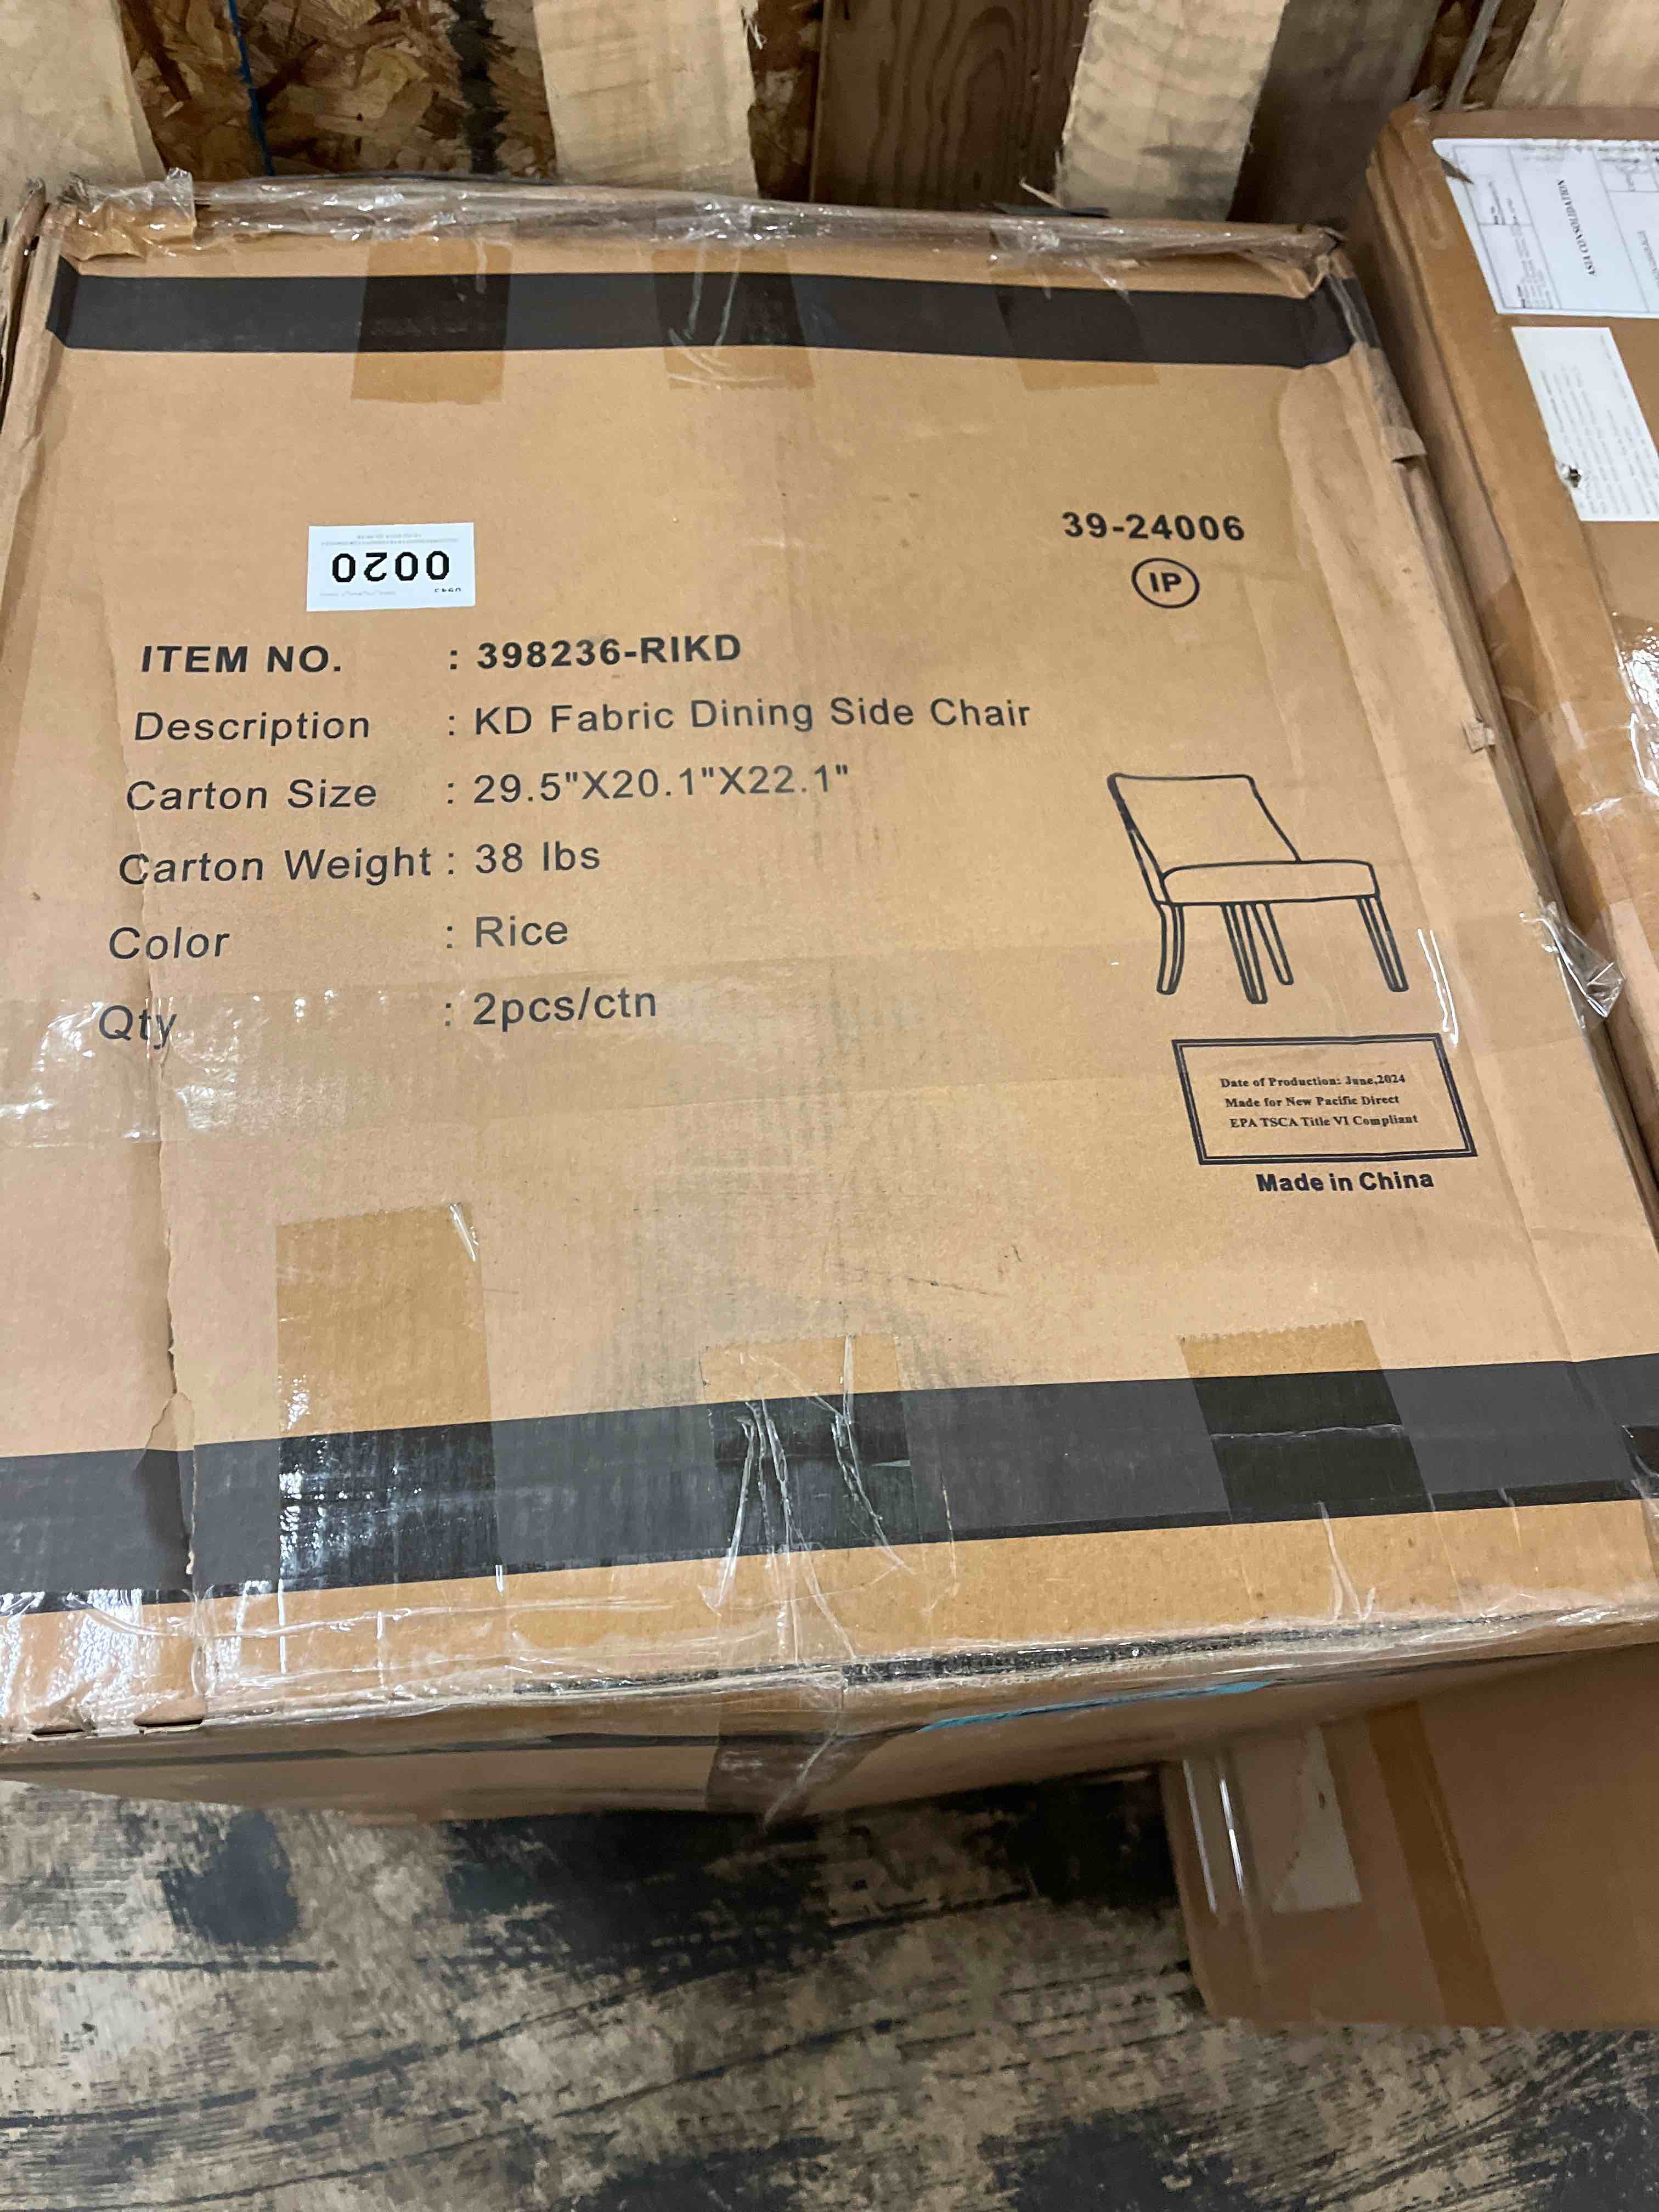 ASIA CONSOLIDATION
39-24006
IP
0020
ITEM NO. : 398236-RIKD
Description : KD Fabric Dining Side Chair
Carton Size : 29.5"X20.1"X22.1"
Carton Weight : 38 lbs
Color : Rice
Qty : 2pcs/ctn
Date of Production: June,2024
Made for New Pacific Direct
EPA TSCA Title VI Compliant
Made in China